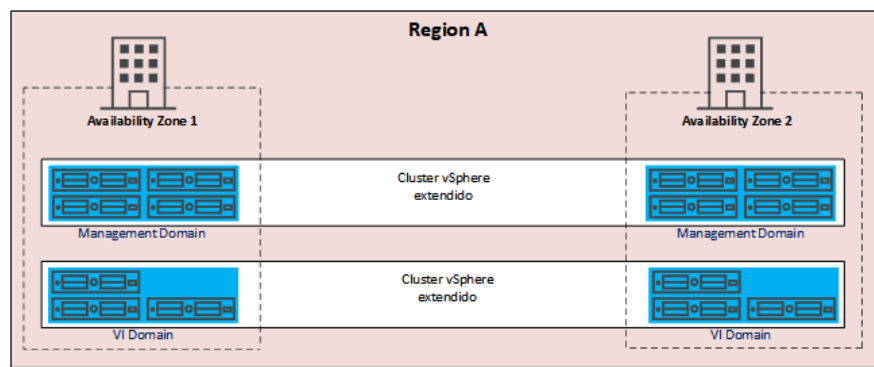 Region A
Availability Zone 1
Availability Zone 2
Cluster vSphere
extendido
Management Domain
Management Domain
Cluster vSphere
extendido
VI Domain
VI Domain